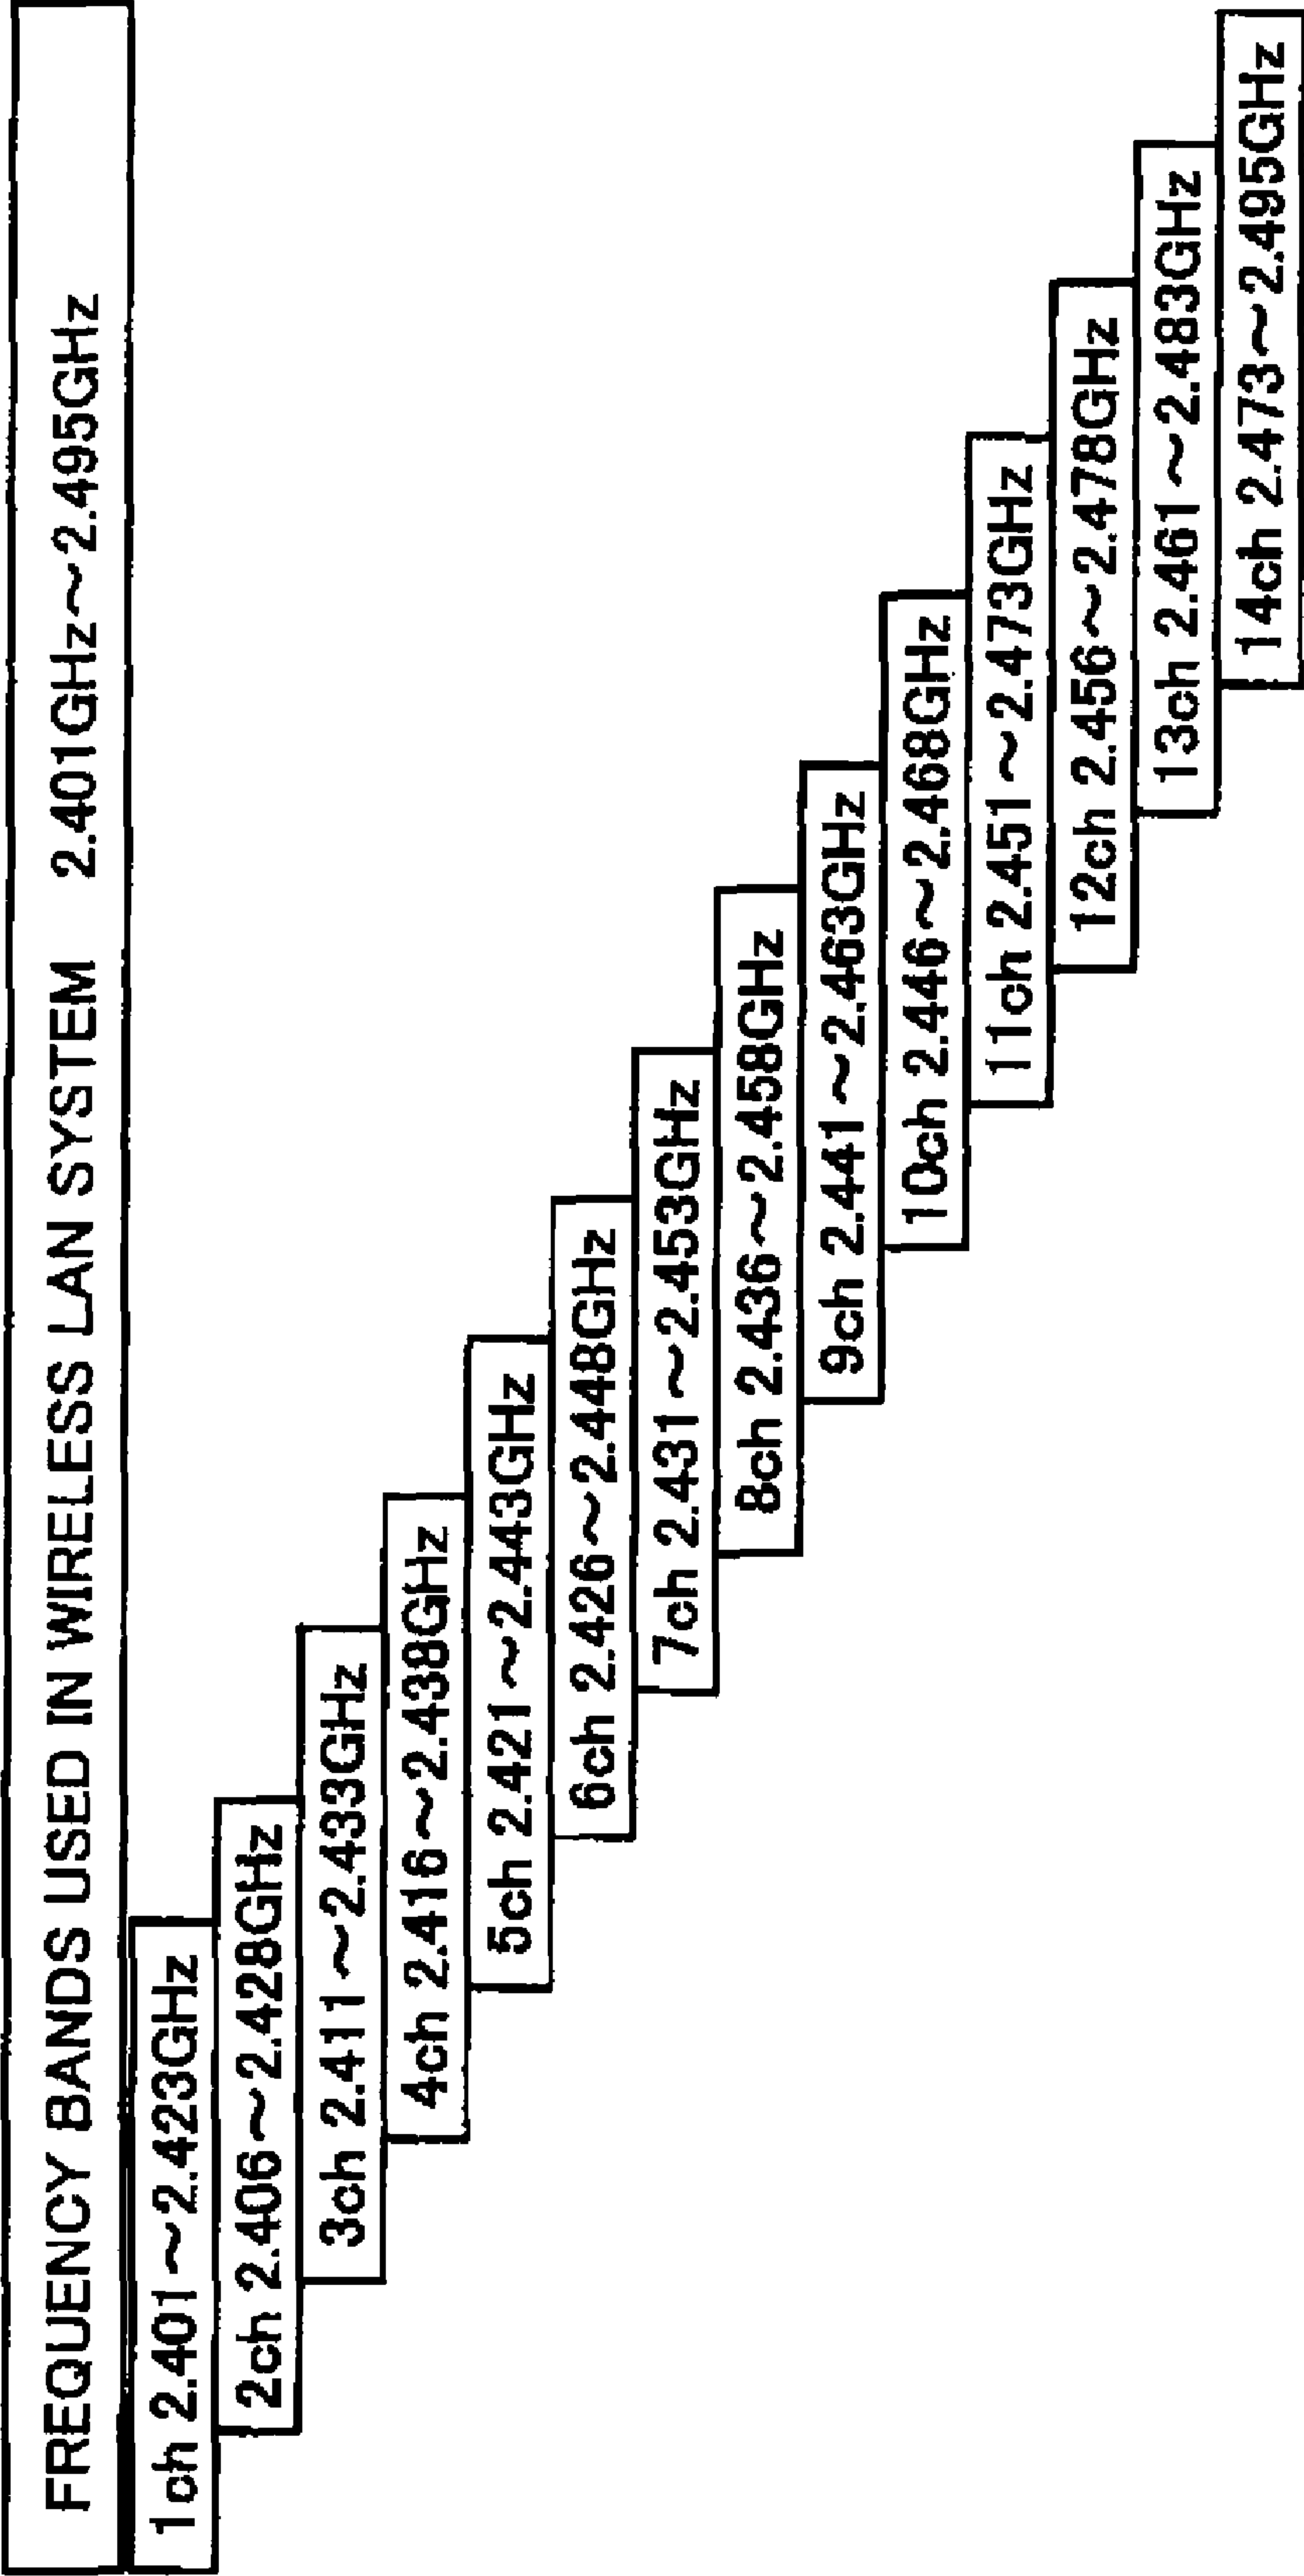 FREQUENCY BANDS USED IN WIRELESS LAN SYSTEM 2.401GHz~2.495GHz
1ch 2.401~2.423GHz
2ch 2.406~2.428GHz
3ch 2.411~2.433GHz
4ch 2.416~2.438GHz
5ch 2.421~2.443GHz
6ch 2.426~2.448GHz
7ch 2.431~2.453GHz
8ch 2.436~2.458GHz
9ch 2.441~2.463GHz
10ch 2.446~2.468GHz
11ch 2.451~2.473GHz
12ch 2.456~2.478GHz
13ch 2.461~2.483GHz
14ch 2.473~2.495GHz